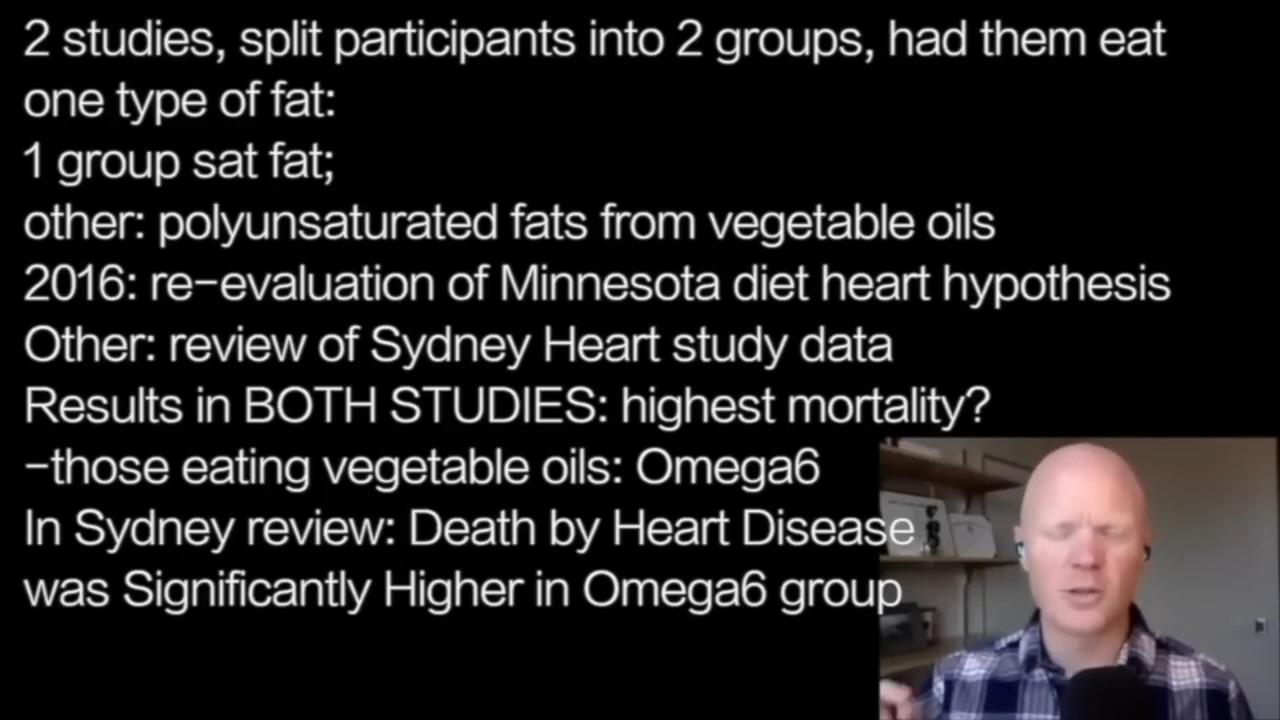 2 studies, split participants into 2 groups, had them eat
one type of fat:
1 group sat fat;
other: polyunsaturated fats from vegetable oils
2016: re-evaluation of Minnesota diet heart hypothesis
Other: review of Sydney Heart study data
Results in BOTH STUDIES: highest mortality?
-those eating vegetable oils: Omega6
In Sydney review: Death by Heart Disease
was Significantly Higher in Omega6 group